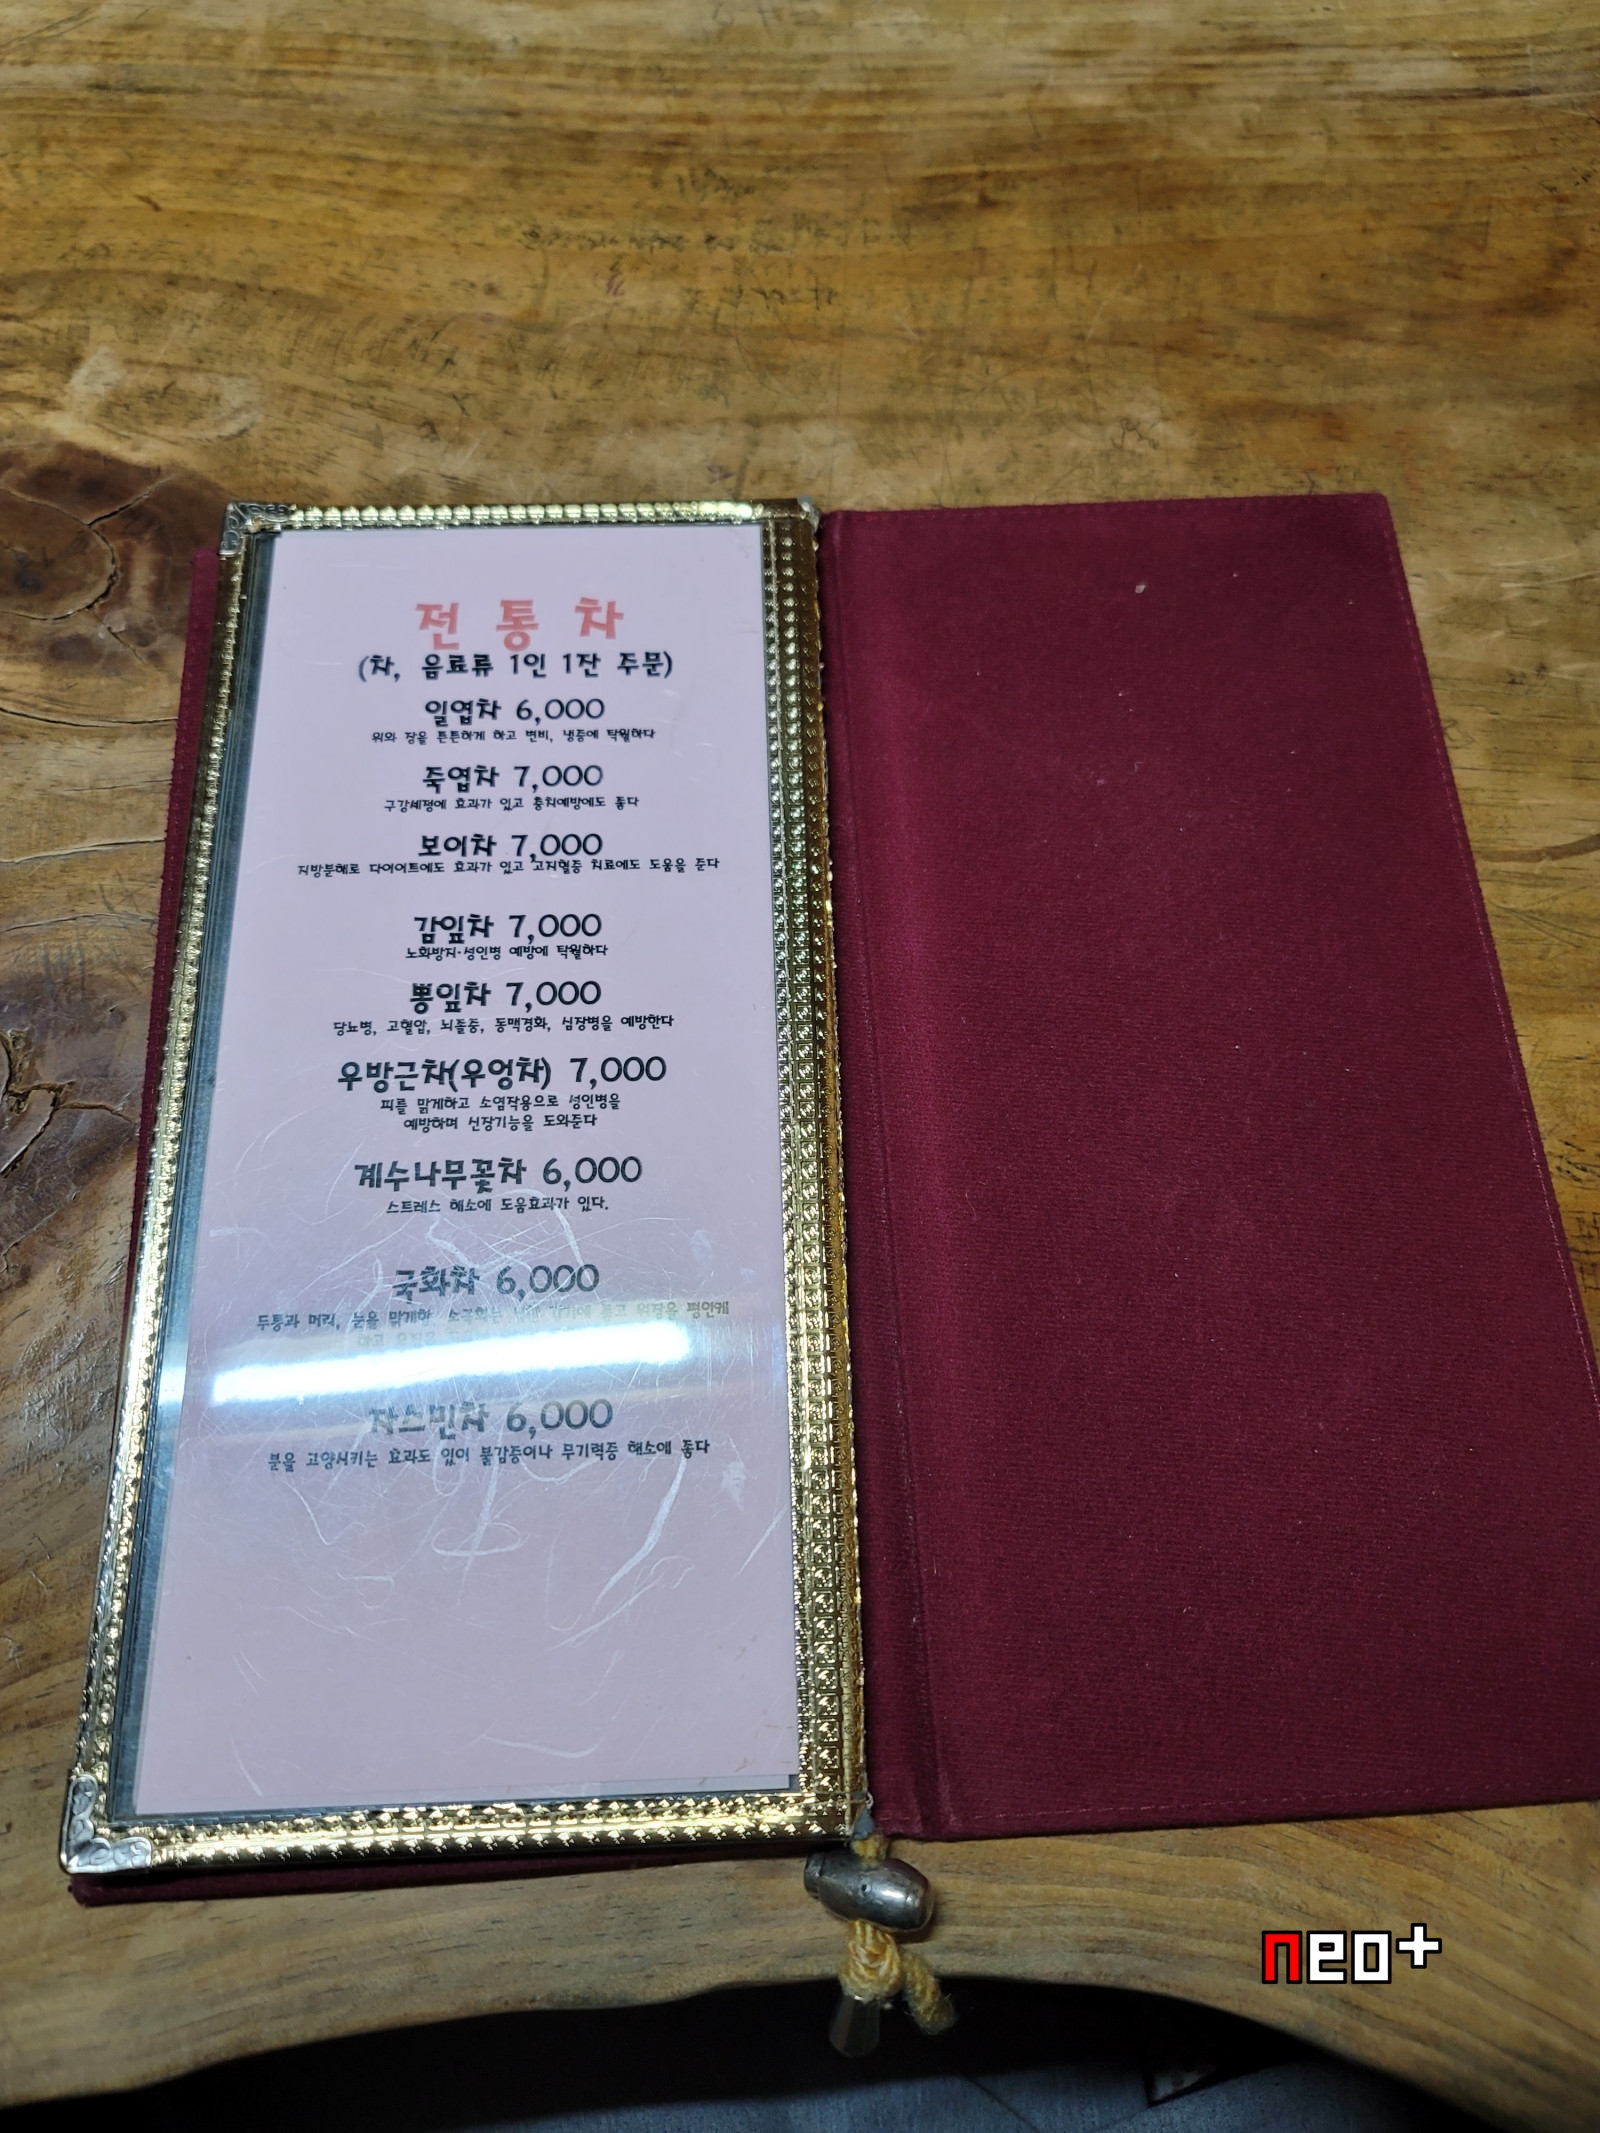 전통차
(차, 음료류 1인 1잔 주문)
일엽차 6,000
위와 장을 튼튼하게 하고 변비, 냉증에 탁월하다
죽엽차 7,000
구강세정에 효과가 있고 충치예방에도 좋다
보이차 7,000
지방분해로 다이어트에도 효과가 있고 고지혈증 치료에도 도움을 준다
감잎차 7,000
노화방지·성인병 예방에 탁월하다
뽕잎차 7,000
당뇨병, 고혈압, 뇌졸중, 동맥경화, 심장병을 예방한다
우방근차(우엉차) 7,000
피를 맑게하고 소염작용으로 성인병을
예방하며 신장기능을 도와준다
계수나무꽃차 6,000
스트레스 해소에 도움효과가 있다.
국화차 6,000
두통과 머리, 눈을 맑게하 소국화는 위장을 편안케
하고
자스민차 6,000
분을 고양시키는 효과도 있어 불감증이나 무기력증 해소에 좋다
neo+